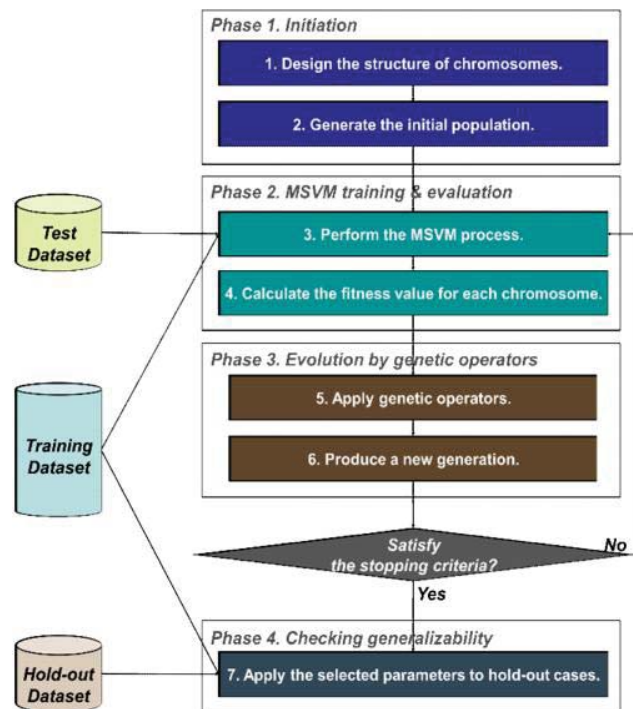 Phase 1. Initiation
1. Design the structure of chromosomes.
2. Generate the initial population.
Phase 2. MSVM training & evaluation
Test
Dataset
3. Perform the MSVM process.
4. Calculate the fitness value for each chromosome.
Phase 3. Evolution by genetic operators
5. Apply genetic operators.
Training
Dataset
6. Produce a new generation.
Satisfy
the stopping criteria?
No
Yes
Phase 4. Checking generalizability
Hold-out
Dataset
7. Apply the selected parameters to hold-out cases.